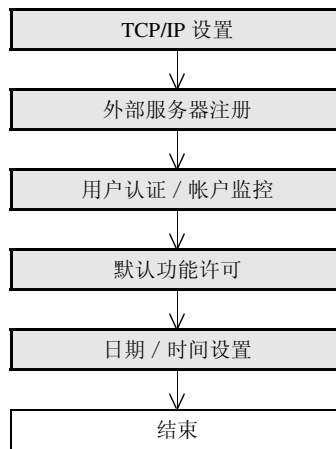 TCP/IP 设置
外部服务器注册
用户认证 / 帐户监控
默认功能许可
日期 / 时间设置
结束